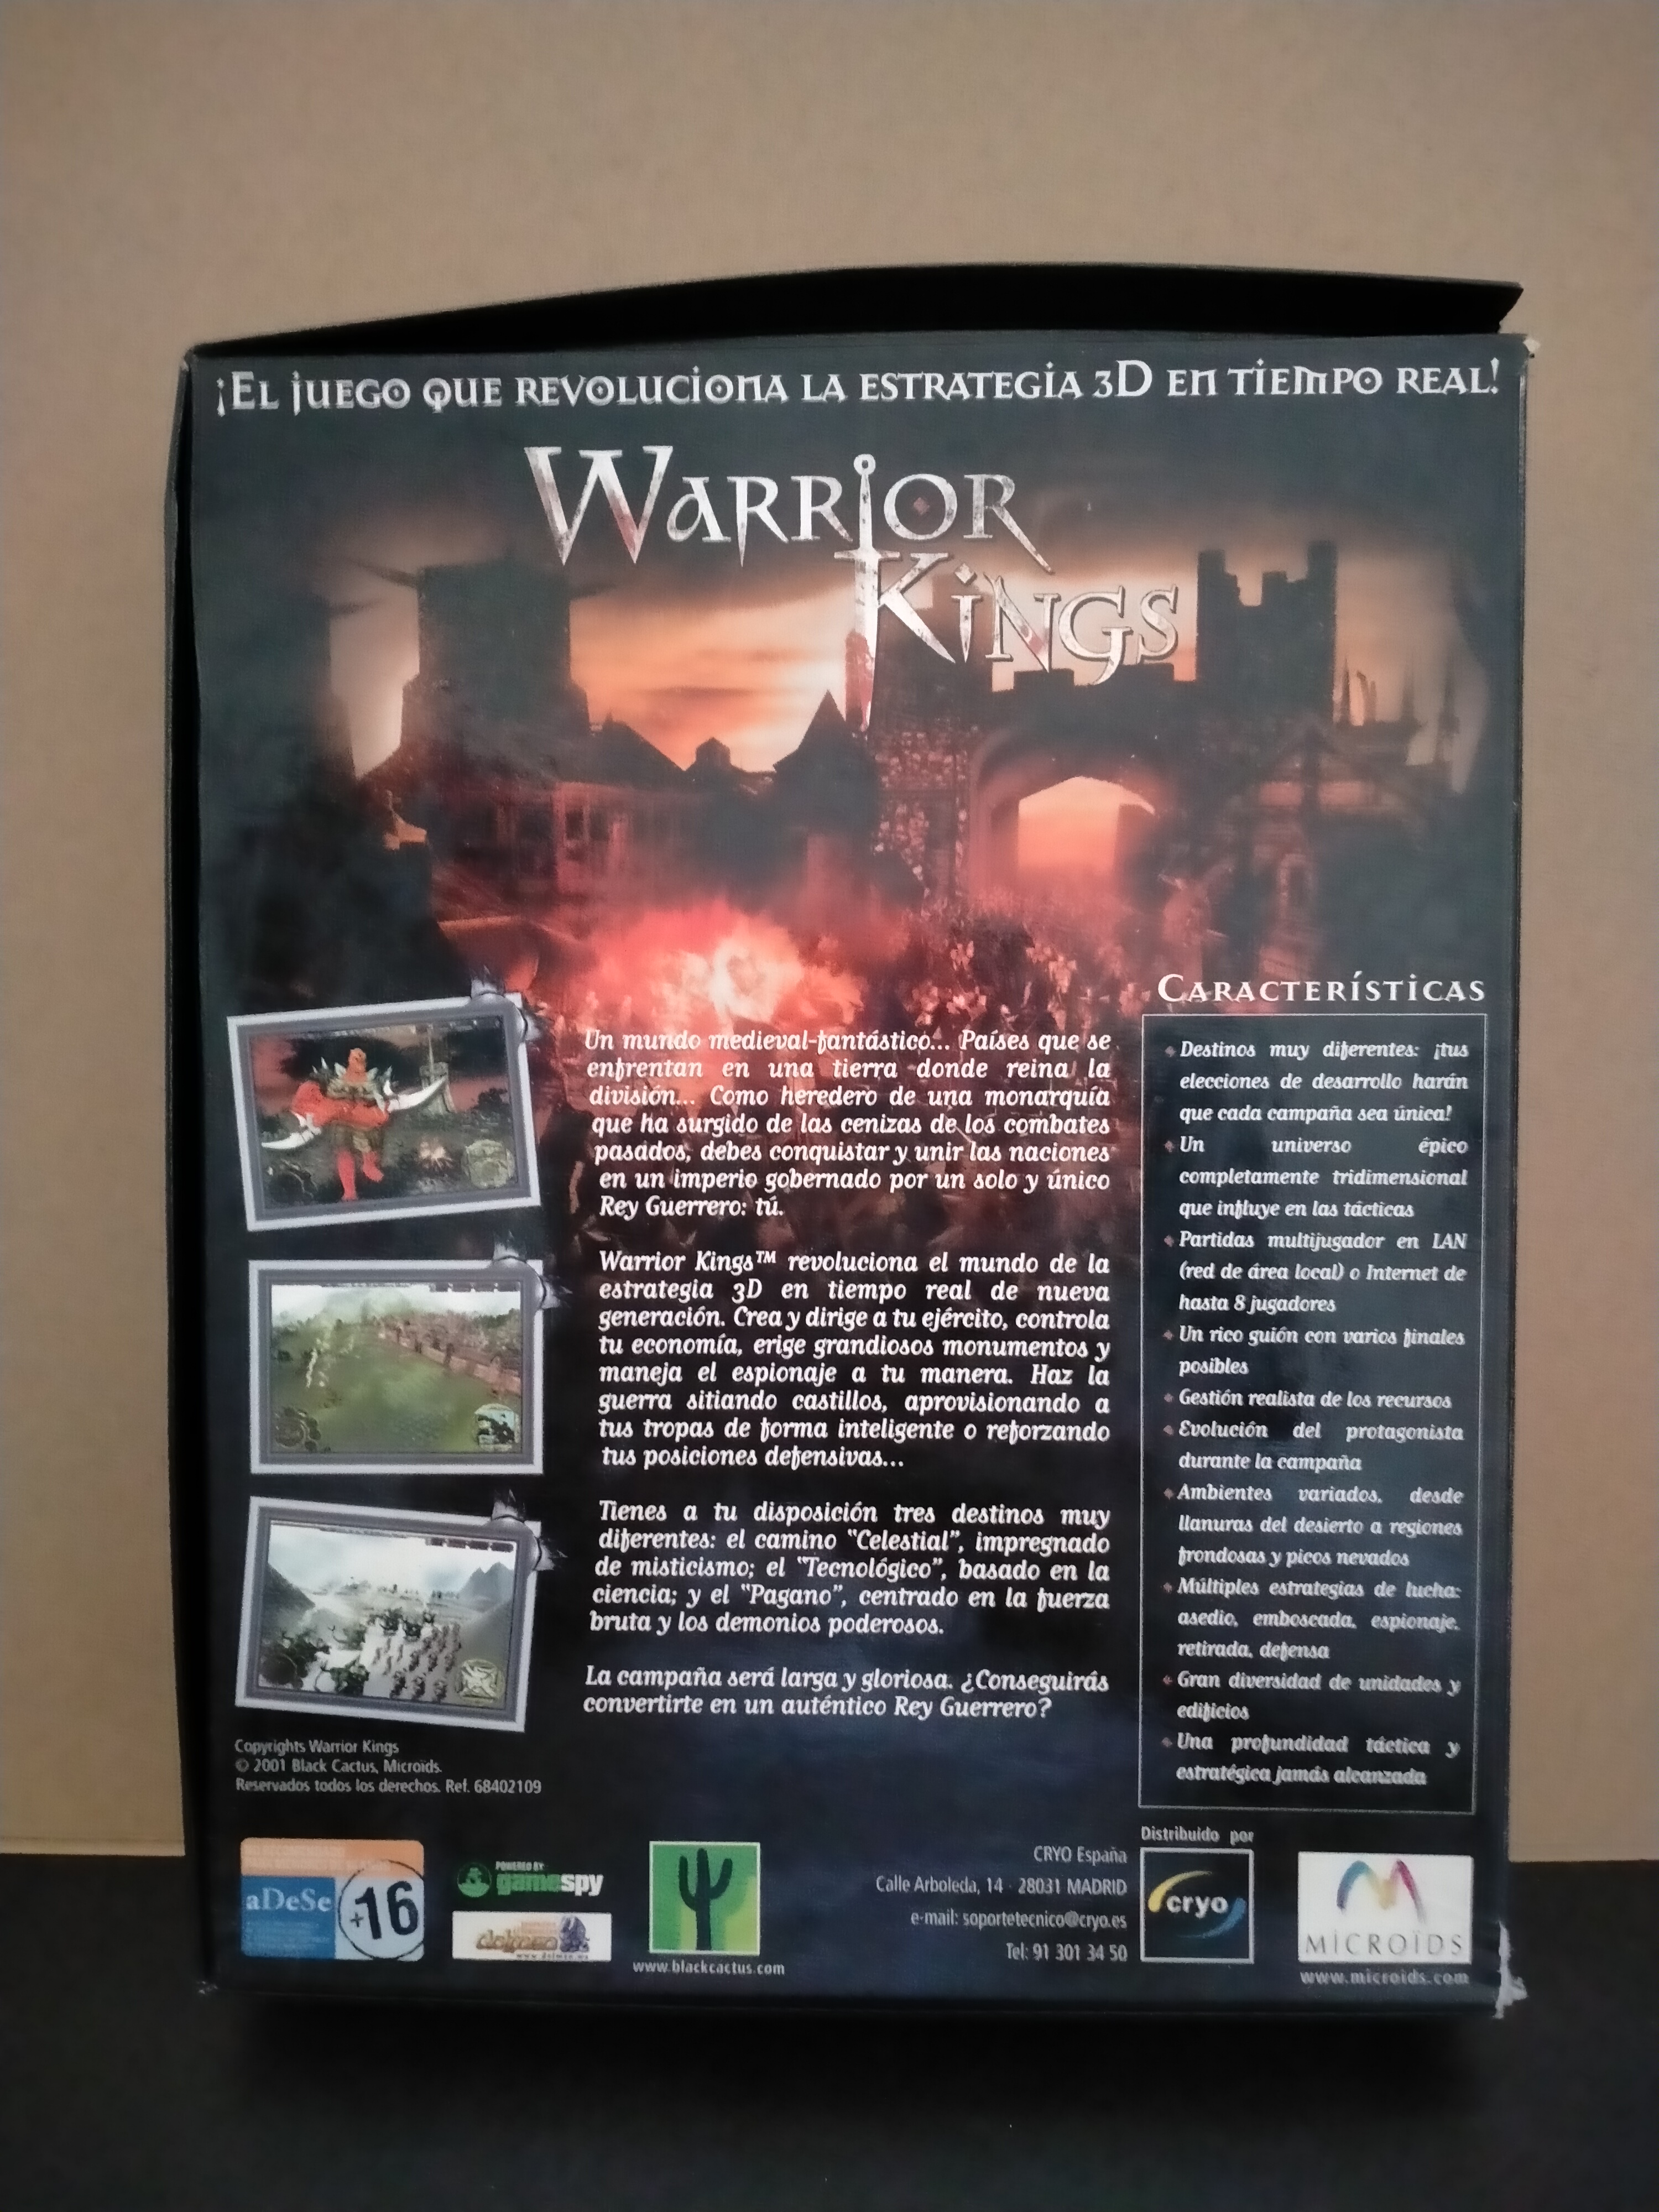 ¡EL JUEGO QUE REVOLUCIONA LA ESTRATEGIA 3D EN TIEMPO REAL!
WARRIOR
KINGS
Un mundo medieval-fantástico... Países que se
enfrentan en una tierra donde reina la
división... Como heredero de una monarquía
que ha surgido de las cenizas de los combates
pasados, debes conquistar y unir las naciones
en un imperio gobernado por un solo y único
Rey Guerrero: tú.
Warrior Kings™ revoluciona el mundo de la
estrategia 3D en tiempo real de nueva
generación. Crea y dirige a tu ejército, controla
tu economía, erige grandiosos monumentos y
maneja el espionaje a tu manera. Haz la
guerra sitiando castillos, aprovisionando a
tus tropas de forma inteligente o reforzando
tus posiciones defensivas...
Tienes a tu disposición tres destinos muy
diferentes: el camino "Celestial", impregnado
de misticismo; el "Tecnológico", basado en la
ciencia; y el "Pagano", centrado en la fuerza
bruta y los demonios poderosos.
La campaña será larga y gloriosa. ¿Conseguirás
convertirte en un auténtico Rey Guerrero?
CARACTERÍSTICAS
Destinos muy diferentes: ¡tus
elecciones de desarrollo harán
que cada campaña sea única!
Un universo épico
completamente tridimensional
que influye en las tácticas
Partidas multijugador en LAN
(red de área local) o Internet de
hasta 8 jugadores
Un rico guión con varios finales
posibles
Gestión realista de los recursos
Evolución del protagonista
durante la campaña
Ambientes variados, desde
llanuras del desierto a regiones
frondosas y picos nevados
Múltiples estrategias de lucha:
asedio, emboscada, espionaje,
retirada, defensa
Gran diversidad de unidades y
edificios
Una profundidad táctica y
estratégica jamás alcanzada
Copyrights Warrior Kings
© 2001 Black Cactus, Microïds.
Reservados todos los derechos. Ref. 68402109
aDeSe
+16
POWERED BY
gamespy
www.blackcactus.com
CRYO España
Calle Arboleda, 14 - 28031 MADRID
e-mail: soportetecnico@cryo.es
Tel: 91 301 34 50
Distribuido por
cryo
MICROÏDS
www.microids.com